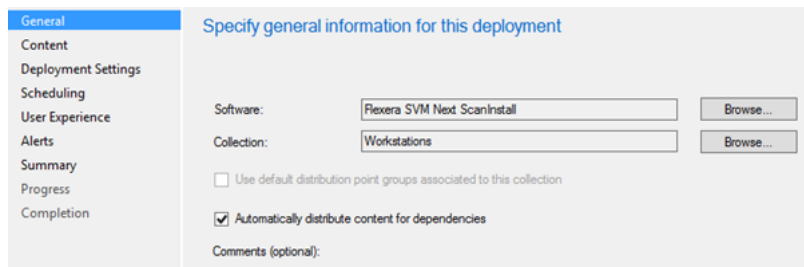 General
Content
Deployment Settings
Scheduling
User Experience
Alerts
Summary
Progress
Completion
Specify general information for this deployment
Software: Flexera SVM Next ScanInstall Browse...
Collection: Workstations Browse...
Use default distribution point groups associated to this collection
Automatically distribute content for dependencies
Comments (optional):